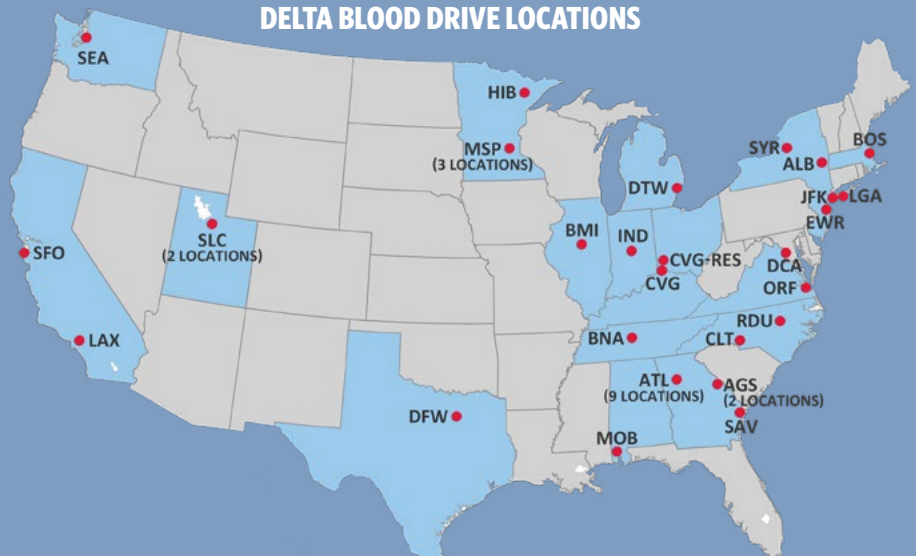 DELTA BLOOD DRIVE LOCATIONS
SEA
HIB
MSP
(3 LOCATIONS)
SYR
BOS
ALB
DTW
JFK
LGA
EWR
SLC
(2 LOCATIONS)
SFO
BMI
IND
CVG-RES
CVG
DCA
ORF
LAX
BNA
RDU
CLT
ATL
(9 LOCATIONS)
AGS
(2 LOCATIONS)
SAV
DFW
MOB